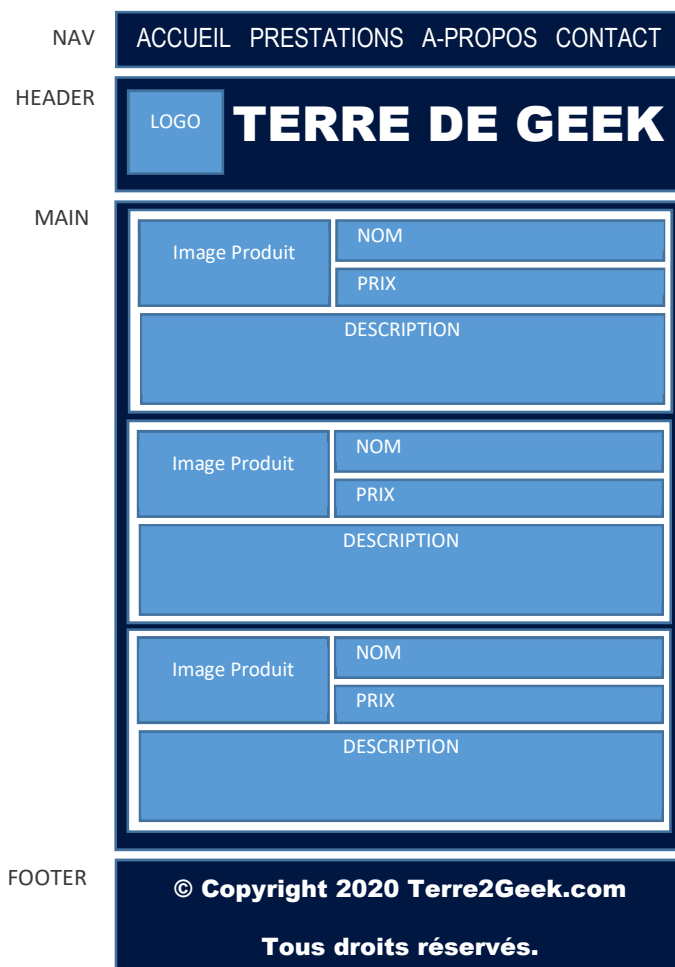 NAV
ACCUEIL PRESTATIONS A-PROPOS CONTACT
HEADER
LOGO
TERRE DE GEEK
MAIN
Image Produit
NOM
PRIX
DESCRIPTION
Image Produit
NOM
PRIX
DESCRIPTION
Image Produit
NOM
PRIX
DESCRIPTION
FOOTER
© Copyright 2020 Terre2Geek.com
Tous droits réservés.